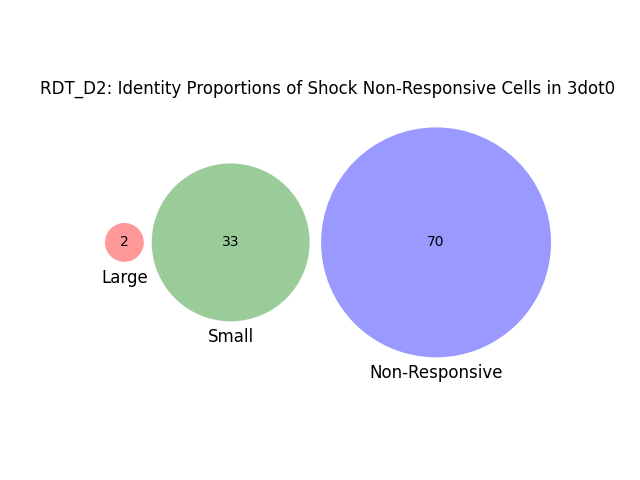 RDT_D2: Identity Proportions of Shock Non-Responsive Cells in 3dot0
2
33
70
Large
Small
Non-Responsive